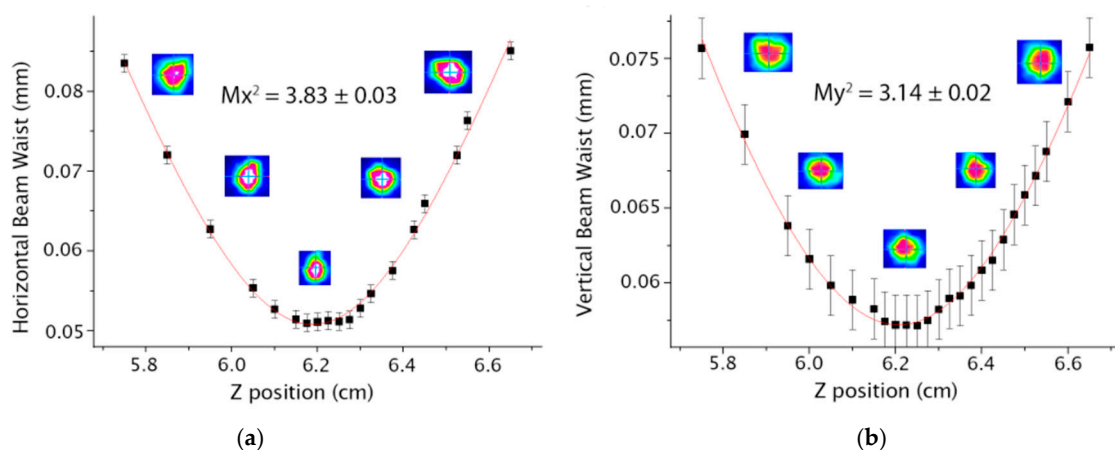 Horizontal Beam Waist (mm)
0.08
0.07
0.06
0.05
Mx² = 3.83 ± 0.03
5.8 6.0 6.2 6.4 6.6
Z position (cm)
(a)
Vertical Beam Waist (mm)
0.075
0.07
0.065
0.06
My² = 3.14 ± 0.02
5.8 6.0 6.2 6.4 6.6
Z position (cm)
(b)